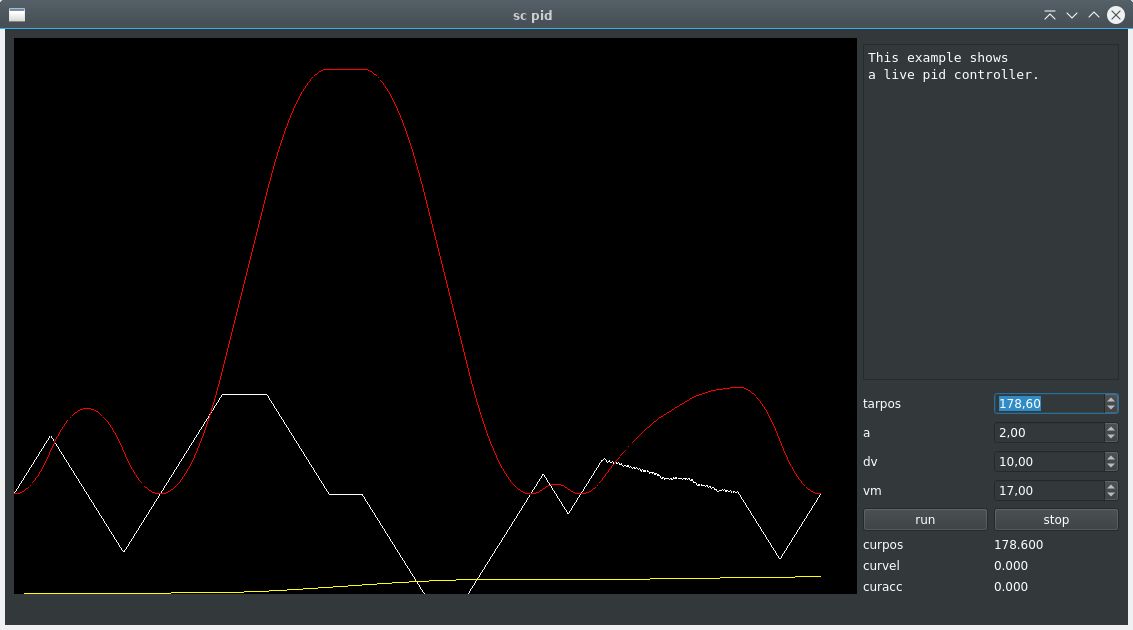 sc pid
This example shows
a live pid controller.
tarpos 178,60
a 2,00
dv 10,00
vm 17,00
run stop
curpos 178.600
curvel 0.000
curacc 0.000